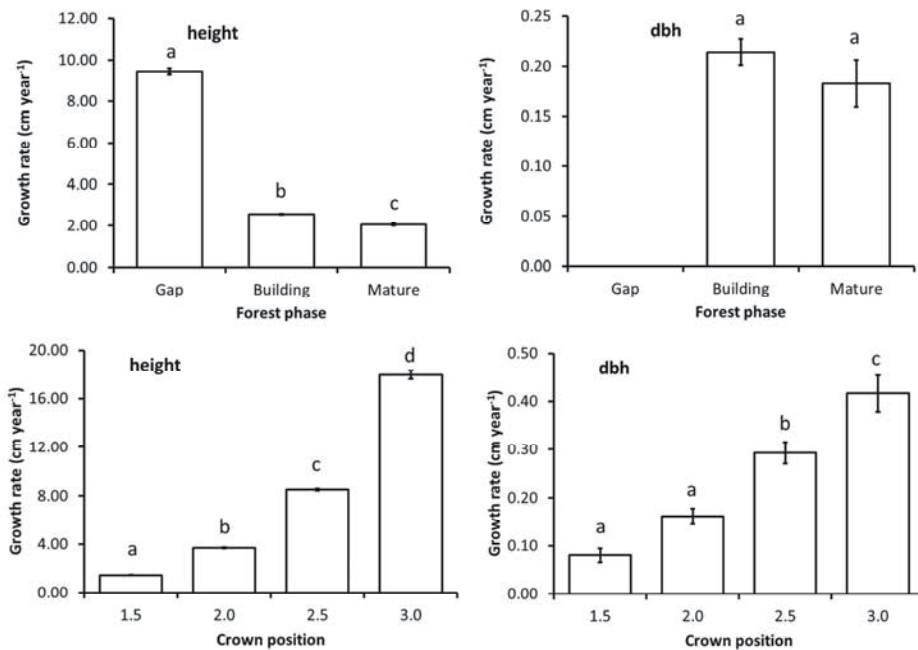 height
Growth rate (cm year-1)
12.00
10.00
8.00
6.00
4.00
2.00
0.00
a
b
c
Gap Building Mature
Forest phase
dbh
Growth rate (cm year-1)
0.25
0.20
0.15
0.10
0.05
0.00
a
a
Gap Building Mature
Forest phase
height
Growth rate (cm year-1)
20.00
16.00
12.00
8.00
4.00
0.00
a
b
c
d
1.5 2.0 2.5 3.0
Crown position
dbh
Growth rate (cm year-1)
0.50
0.40
0.30
0.20
0.10
0.00
a
a
b
c
1.5 2.0 2.5 3.0
Crown position